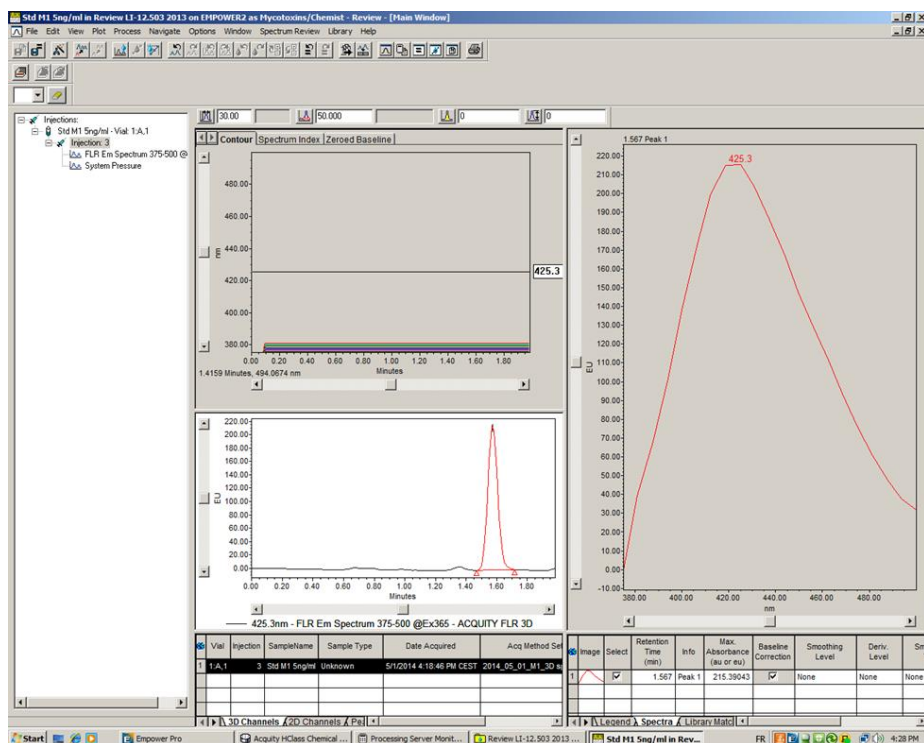 Std M1 5ng/ml in Review LI-12.503 2013 on EMPOWER2 as Mycotoxins/Chemist - Review - [Main Window]
File Edit View Plot Process Navigate Options Window Spectrum Review Library Help
30.00 50.000 0 0
Injections:
Std M1 5ng/ml - Vial: 1:A,1
Injection: 3
FLR Em Spectrum 375-500 @
System Pressure
Contour Spectrum Index Zeroed Baseline
480.00
460.00
440.00
nm
420.00
400.00
380.00
425.3
0.00 0.20 0.40 0.60 0.80 1.00 1.20 1.40 1.60 1.80
Minutes
1.4159 Minutes, 494.0674 nm
220.00
200.00
180.00
160.00
140.00
120.00
EU
100.00
80.00
60.00
40.00
20.00
0.00
0.00 0.20 0.40 0.60 0.80 1.00 1.20 1.40 1.60 1.80
Minutes
425.3nm - FLR Em Spectrum 375-500 @Ex365 - ACQUITY FLR 3D
Vial Injection SampleName Sample Type Date Acquired Acq Method Set
1 1:A,1 3 Std M1 5ng/ml Unknown 5/1/2014 4:18:46 PM CEST 2014_05_01_M1_3D
3D Channels 2D Channels
1.567 Peak 1
425.3
220.00
210.00
200.00
190.00
180.00
170.00
160.00
150.00
140.00
130.00
120.00
110.00
EU
100.00
90.00
80.00
70.00
60.00
50.00
40.00
30.00
20.00
10.00
0.00
-10.00
380.00 400.00 420.00 440.00 460.00 480.00
nm
Image Select Retention Time (min) Info Max. Absorbance (au or eu) Baseline Correction Smoothing Level Deriv. Level Sm
1 1.567 Peak 1 215.39043 None None None
Legend Spectra Library Matc
Start Empower Pro Acquity HClass Chemical ... Processing Server Monit... Review LI-12.503 2013 ... Std M1 5ng/ml in Rev... FR 4:28 PM